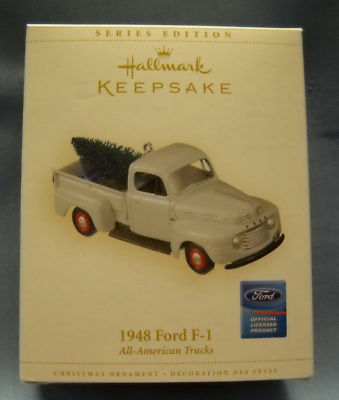 SERIES EDITION
Hallmark
KEEPSAKE
Ford
OFFICIAL
LICENSED
PRODUCT
1948 Ford F-1
All-American Trucks
CHRISTMAS ORNAMENT • DÉCORATION DES FÊTES